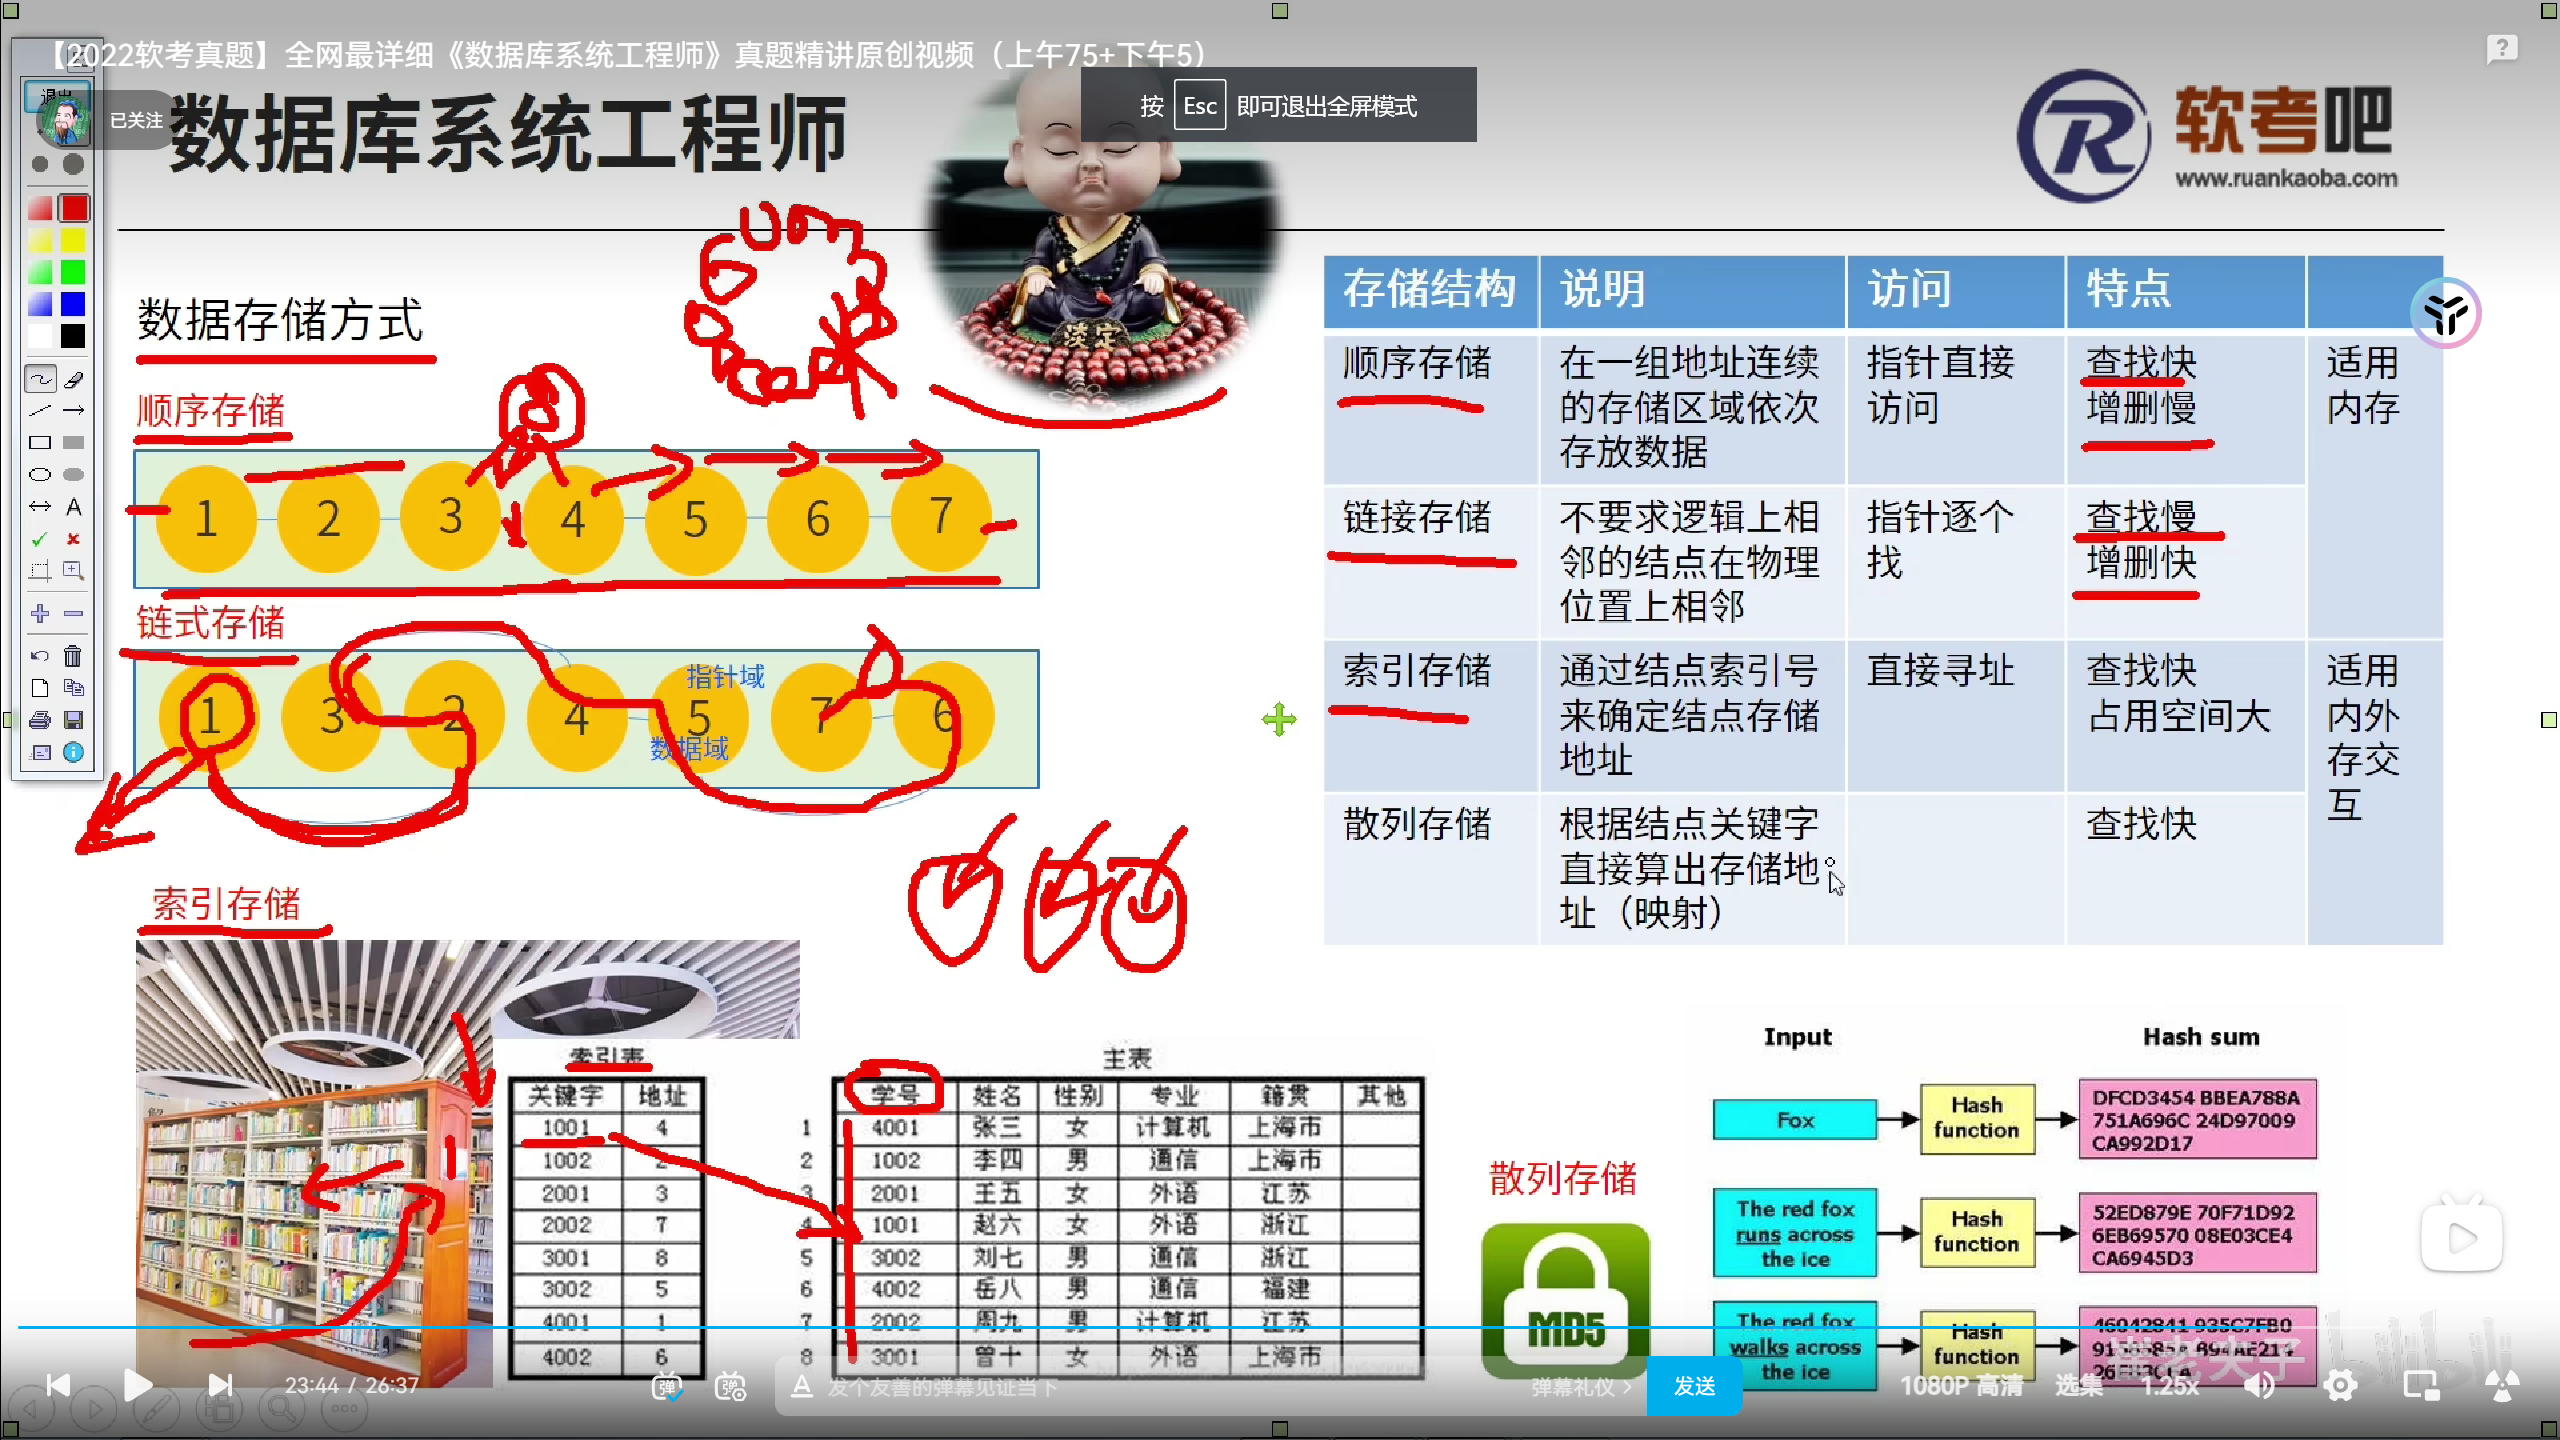 【2022软考真题】全网最详细《数据库系统工程师》真题精讲原创视频（上午75+下午5）
按 Esc 即可退出全屏模式
退出
已关注
数据库系统工程师
软考吧
www.ruankaoba.com
数据存储方式
顺序存储
1 2 3 4 5 6 7
链式存储
1 3 2 4 5 7 6
指针域
数据域
淡定
存储结构 说明 访问 特点
顺序存储 在一组地址连续的存储区域依次存放数据 指针直接访问 查找快 增删慢 适用内存
链接存储 不要求逻辑上相邻的结点在物理位置上相邻 指针逐个找 查找慢 增删快
索引存储 通过结点索引号来确定结点存储地址 直接寻址 查找快 占用空间大 适用内外存交互
散列存储 根据结点关键字直接算出存储地址（映射） 查找快
索引存储
索引表
关键字 地址
1001 4
1002 2
2001 3
2002 7
3001 8
3002 5
4001 1
4002 6
主表
学号 姓名 性别 专业 籍贯 其他
1 4001 张三 女 计算机 上海市
2 1002 李四 男 通信 上海市
3 2001 王五 女 外语 江苏
4 1001 赵六 女 外语 浙江
5 3002 刘七 男 通信 浙江
6 4002 岳八 男 通信 福建
7 2002 周九 男 计算机 江苏
8 3001 曾十 女 外语 上海市
散列存储
MD5
Input Hash sum
Fox Hash function DFCD3454 BBEA788A 751A696C 24D97009 CA992D17
The red fox runs across the ice Hash function 52ED879E 70F71D92 6EB69570 08E03CE4 CA6945D3
The red fox walks across the ice Hash function
bilibili
23:44 / 26:37
弹
弹
发个友善的弹幕见证当下
弹幕礼仪
发送
1080P 高清
选集
1.25x